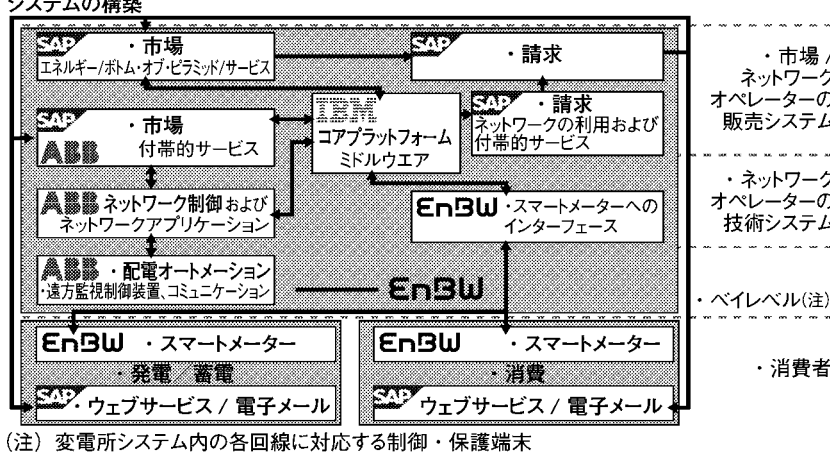 システムの構築
SAP ・市場
エネルギー/ボトム・オブ・ピラミッド/サービス
SAP ・請求
・市場 /
ネットワーク
オペレーターの
販売システム
SAP ・市場
ABB 付帯的サービス
IBM
コアプラットフォーム
ミドルウエア
SAP ・請求
ネットワークの利用および
付帯的サービス
ABB ネットワーク制御および
ネットワークアプリケーション
EnBW ・スマートメーターへの
インターフェース
・ネットワーク
オペレーターの
技術システム
ABB ・配電オートメーション
・遠方監視制御装置、コミュニケーション
EnBW
・ベイレベル(注)
EnBW ・スマートメーター
・発電/蓄電
SAP ・ウェブサービス / 電子メール
EnBW ・スマートメーター
・消費
SAP ・ウェブサービス / 電子メール
・消費者
(注) 変電所システム内の各回線に対応する制御・保護端末